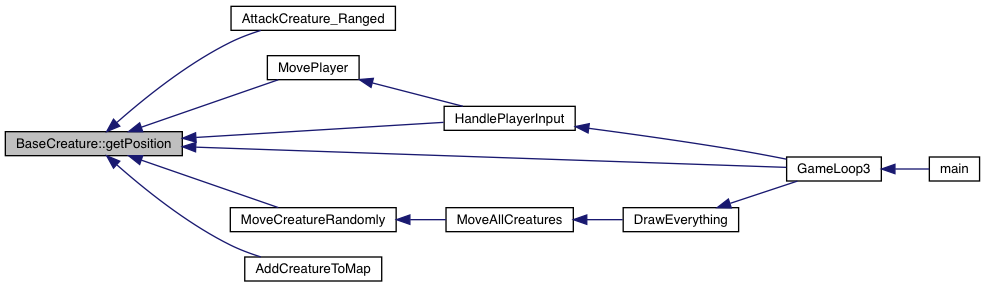 AttackCreature_Ranged
MovePlayer
HandlePlayerInput
BaseCreature::getPosition
GameLoop3
main
MoveCreatureRandomly
MoveAllCreatures
DrawEverything
AddCreatureToMap